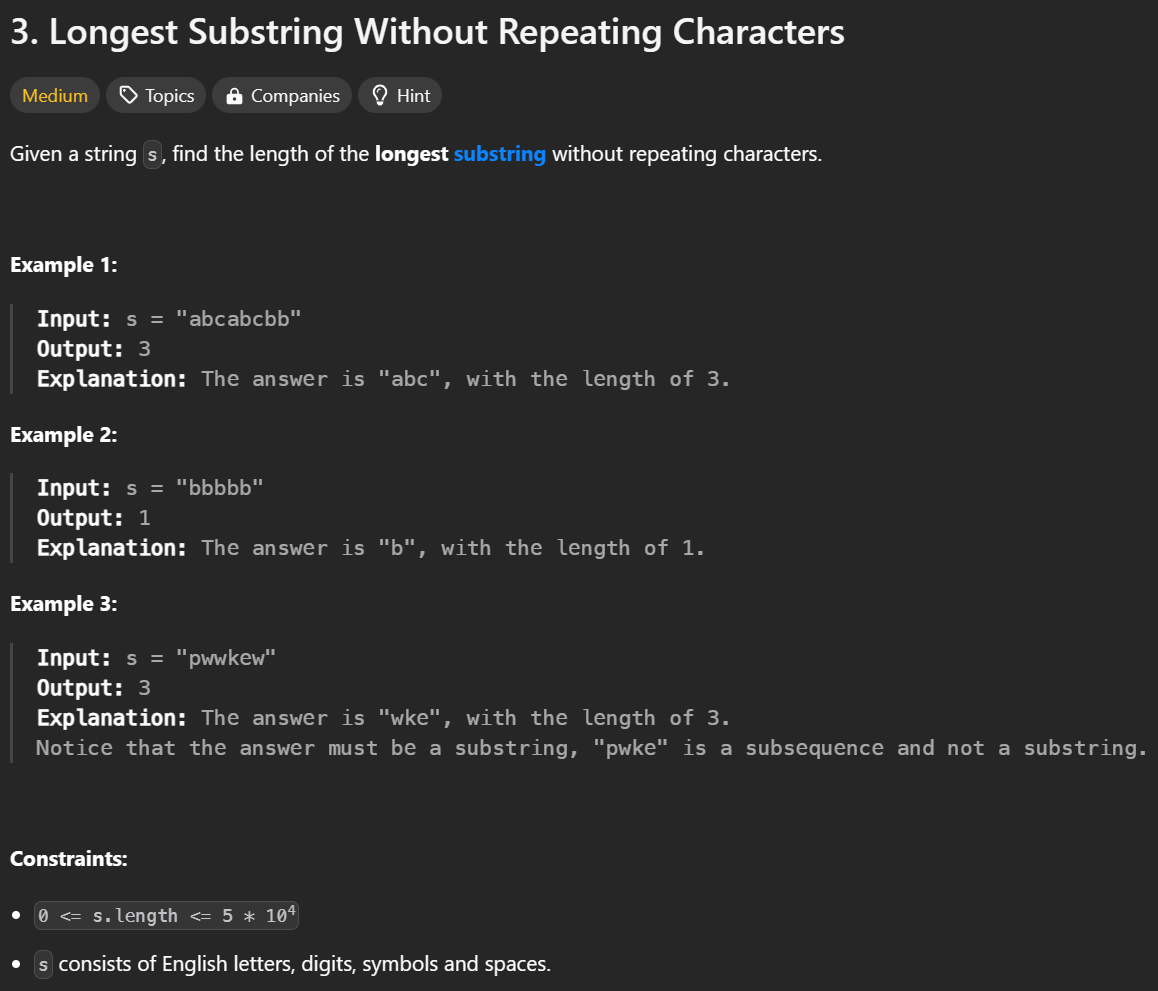 3. Longest Substring Without Repeating Characters
Medium Topics Companies Hint
Given a string s, find the length of the longest substring without repeating characters.
Example 1:
Input: s = "abcabcbb"
Output: 3
Explanation: The answer is "abc", with the length of 3.
Example 2:
Input: s = "bbbbb"
Output: 1
Explanation: The answer is "b", with the length of 1.
Example 3:
Input: s = "pwwkew"
Output: 3
Explanation: The answer is "wke", with the length of 3.
Notice that the answer must be a substring, "pwke" is a subsequence and not a substring.
Constraints:
• 0 <= s.length <= 5 * 10⁴
• s consists of English letters, digits, symbols and spaces.